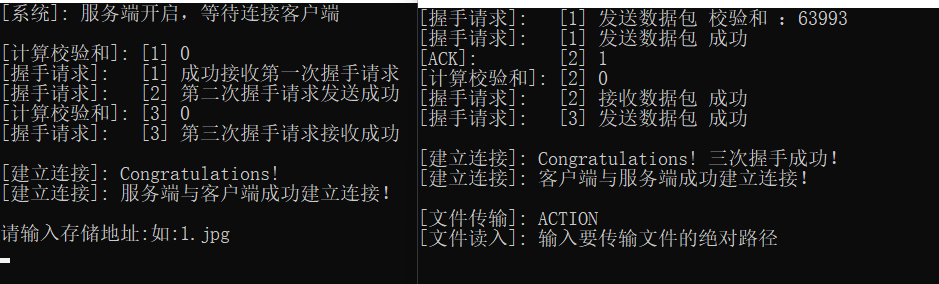 [系统]: 服务端开启，等待连接客户端
[计算校验和]: [1] 0
[握手请求]: [1] 成功接收第一次握手请求
[握手请求]: [2] 第二次握手请求发送成功
[计算校验和]: [3] 0
[握手请求]: [3] 第三次握手请求接收成功
[建立连接]: Congratulations!
[建立连接]: 服务端与客户端成功建立连接！
请输入存储地址:如:1.jpg
[握手请求]: [1] 发送数据包 校验和 ：63993
[握手请求]: [1] 发送数据包 成功
[ACK]: [2] 1
[计算校验和]: [2] 0
[握手请求]: [2] 接收数据包 成功
[握手请求]: [3] 发送数据包 成功
[建立连接]: Congratulations! 三次握手成功！
[建立连接]: 客户端与服务端成功建立连接！
[文件传输]: ACTION
[文件读入]: 输入要传输文件的绝对路径